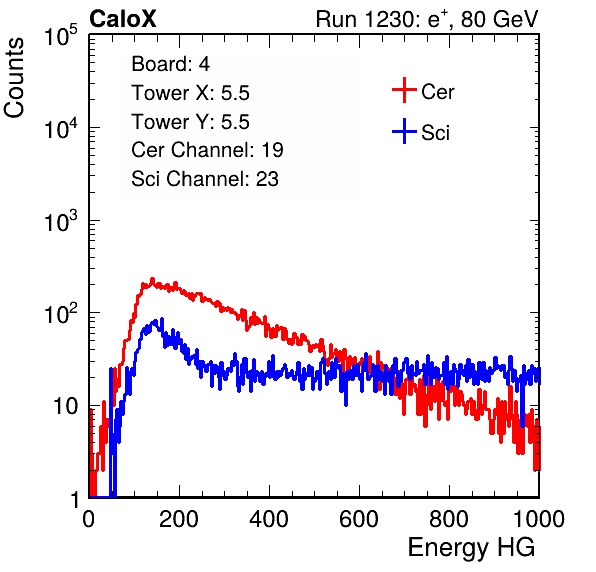 CaloX Run 1230: e⁺, 80 GeV
Counts
10⁵
10⁴
10³
10²
10
1
Board: 4
Tower X: 5.5
Tower Y: 5.5
Cer Channel: 19
Sci Channel: 23
Cer
Sci
0 200 400 600 800 1000
Energy HG